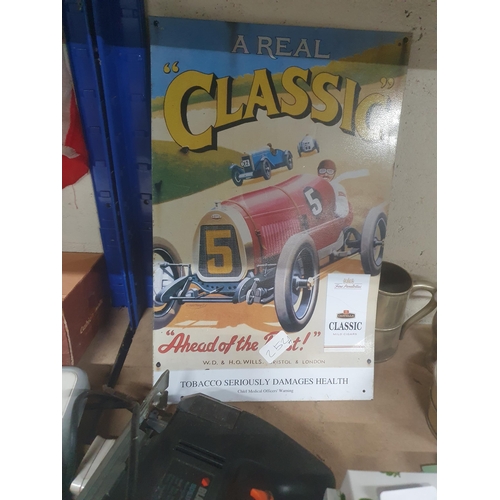 A REAL
"CLASSIC"
5
5
"Ahead of the
CLASSIC
W.D. & H.O. WILLS, BRISTOL & LONDON
TOBACCO SERIOUSLY DAMAGES HEALTH
Chief Medical Officers' Warning